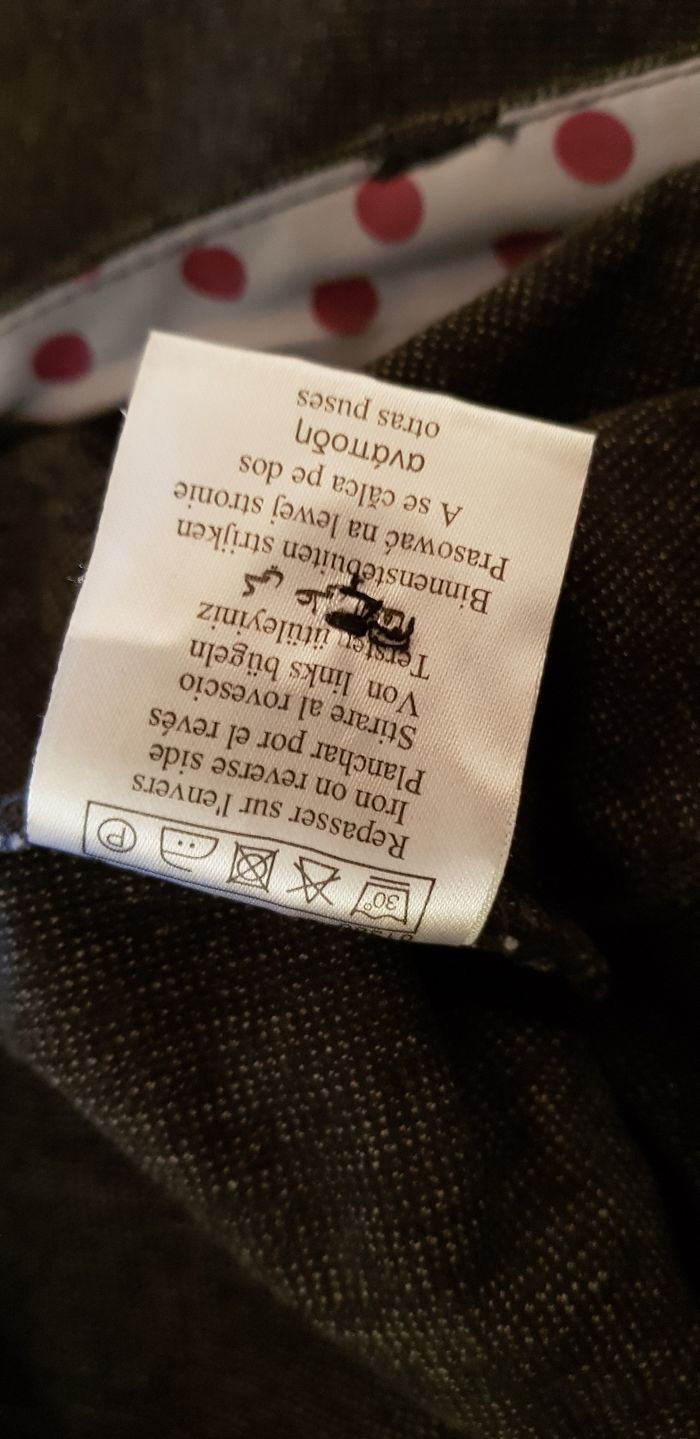 30°
P
Repasser sur l'envers
Iron on reverse side
Planchar por el revés
Stirare al rovescio
Von links bügeln
Tersten ütüleyiniz
Binnenstebuiten strijken
Prasować na lewej stronie
A se călca pe dos
ανάποδη
otras puses